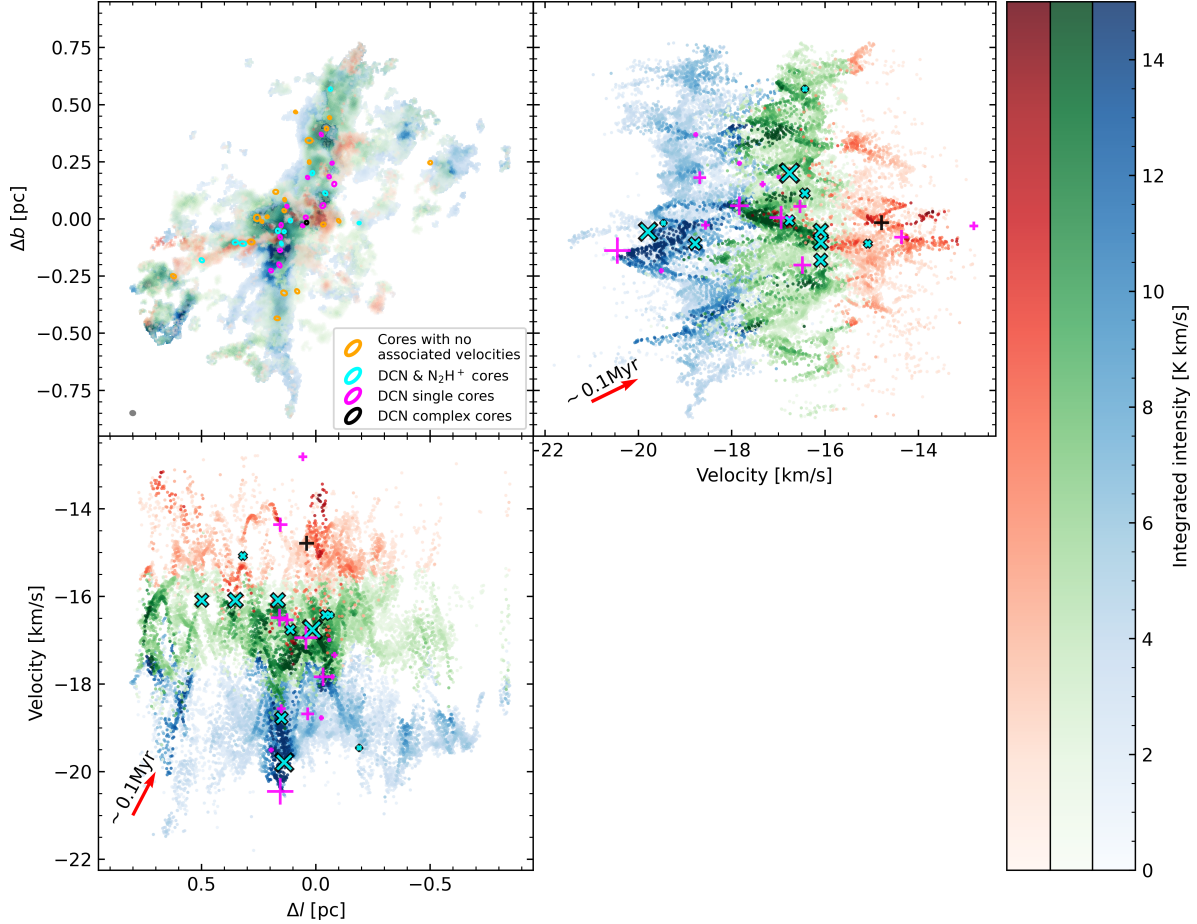 0.75
0.50
0.25
0.00
−0.25
−0.50
−0.75
Δb [pc]
Cores with no
associated velocities
DCN & N₂H⁺ cores
DCN single cores
DCN complex cores
~ 0.1Myr
−22 −20 −18 −16 −14
Velocity [km/s]
−14
−16
−18
−20
−22
Velocity [km/s]
~ 0.1Myr
0.5 0.0 −0.5
Δl [pc]
14
12
10
8
6
4
2
0
Integrated intensity [K km/s]